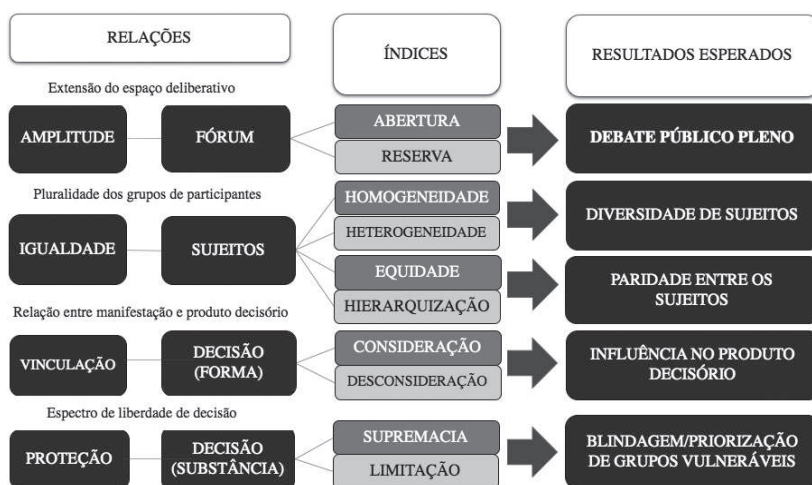 RELAÇÕES
ÍNDICES
RESULTADOS ESPERADOS
Extensão do espaço deliberativo
AMPLITUDE
FÓRUM
ABERTURA
RESERVA
DEBATE PÚBLICO PLENO
Pluralidade dos grupos de participantes
IGUALDADE
SUJEITOS
HOMOGENEIDADE
HETEROGENEIDADE
DIVERSIDADE DE SUJEITOS
EQUIDADE
HIERARQUIZAÇÃO
PARIDADE ENTRE OS
SUJEITOS
Relação entre manifestação e produto decisório
VINCULAÇÃO
DECISÃO
(FORMA)
CONSIDERAÇÃO
DESCONSIDERAÇÃO
INFLUÊNCIA NO PRODUTO
DECISÓRIO
Espectro de liberdade de decisão
PROTEÇÃO
DECISÃO
(SUBSTÂNCIA)
SUPREMACIA
LIMITAÇÃO
BLINDAGEM/PRIORIZAÇÃO
DE GRUPOS VULNERÁVEIS